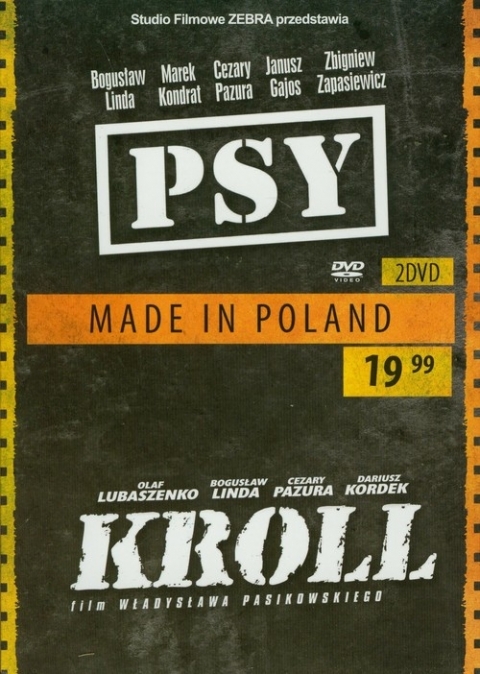 Studio Filmowe ZEBRA przedstawia
Bogusław Linda
Marek Kondrat
Cezary Pazura
Janusz Gajos
Zbigniew Zapasiewicz
PSY
DVD
VIDEO
2DVD
MADE IN POLAND
19 99
OLAF LUBASZENKO
BOGUSŁAW LINDA
CEZARY PAZURA
DARIUSZ KORDEK
KROLL
film WŁADYSŁAWA PASIKOWSKIEGO